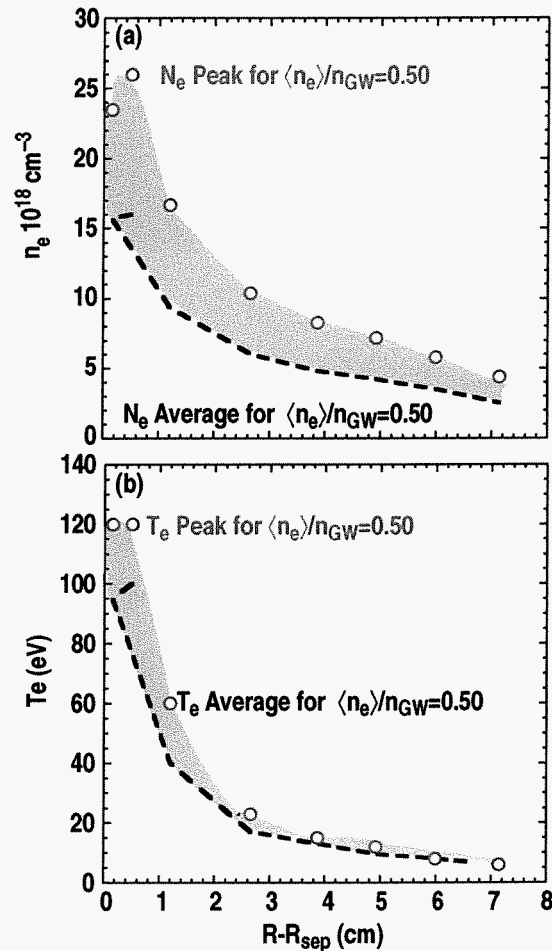 30
(a)
Ne Peak for ⟨ne⟩/nGW=0.50
25
20
ne 10^18 cm^−3
15
10
5
Ne Average for ⟨ne⟩/nGW=0.50
0
140
(b)
120
Te Peak for ⟨ne⟩/nGW=0.50
100
80
Te (eV)
60
Te Average for ⟨ne⟩/nGW=0.50
40
20
0
0 1 2 3 4 5 6 7 8
R-Rsep (cm)